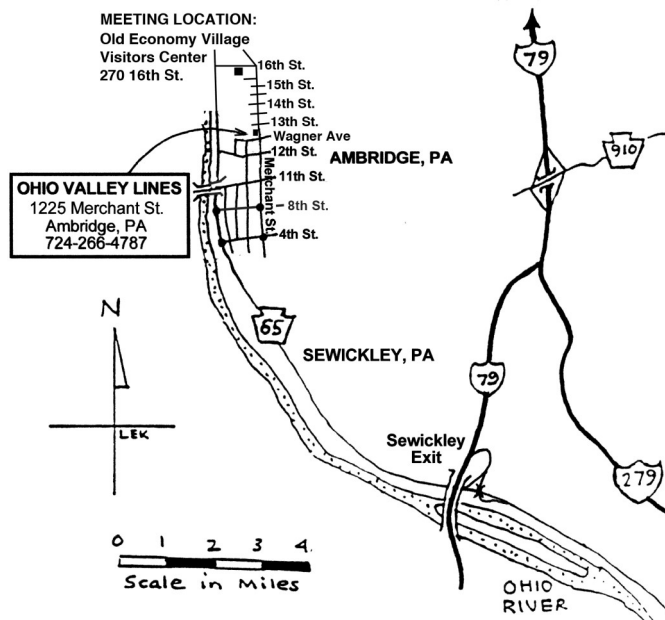 MEETING LOCATION:
Old Economy Village
Visitors Center
270 16th St.
16th St.
15th St.
14th St.
13th St.
Wagner Ave
12th St.
11th St.
8th St.
4th St.
Merchant St.
AMBRIDGE, PA
OHIO VALLEY LINES
1225 Merchant St.
Ambridge, PA
724-266-4787
79
910
N
LEK
65
SEWICKLEY, PA
79
Sewickley
Exit
279
0 1 2 3 4.
Scale in Miles
X
OHIO
RIVER